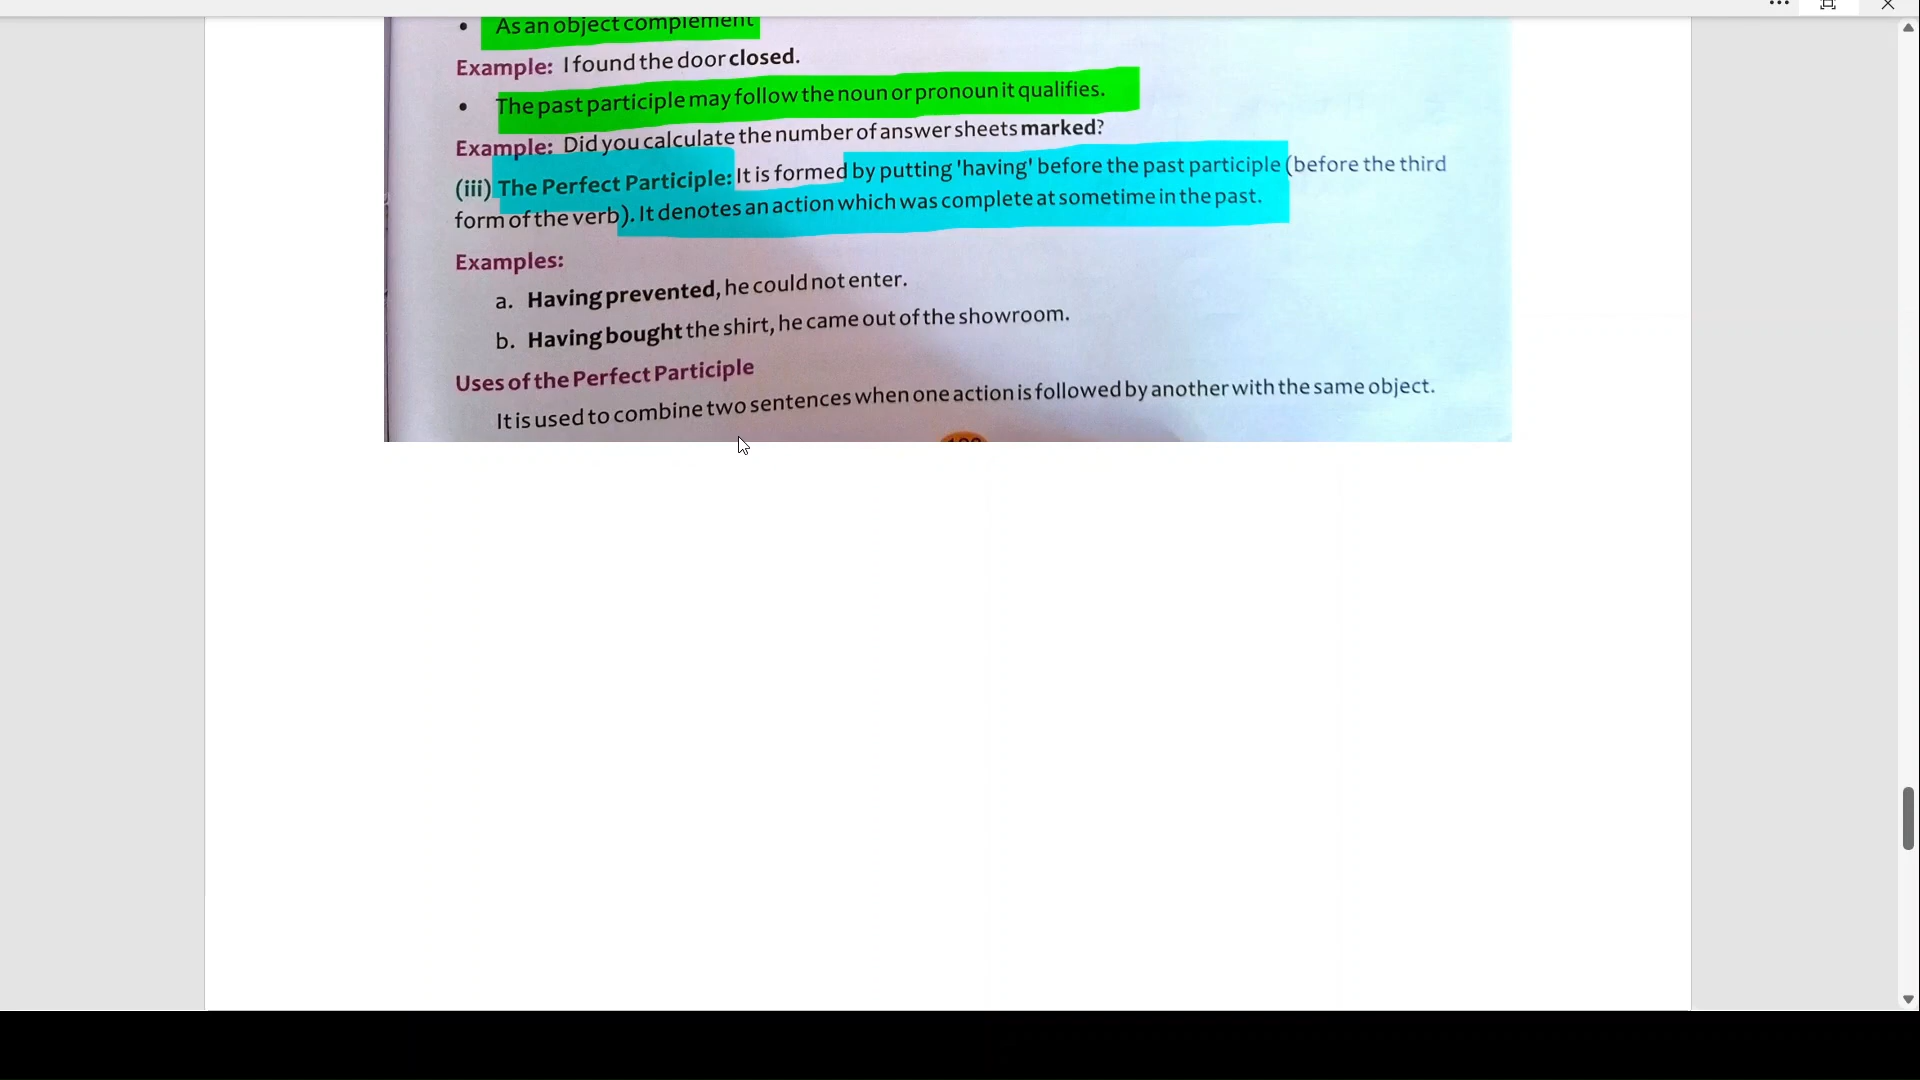 • As an object complement
Example: I found the door closed.
• The past participle may follow the noun or pronoun it qualifies.
Example: Did you calculate the number of answer sheets marked?
(iii) The Perfect Participle: It is formed by putting 'having' before the past participle (before the third
form of the verb). It denotes an action which was complete at sometime in the past.
Examples:
a. Having prevented, he could not enter.
b. Having bought the shirt, he came out of the showroom.
Uses of the Perfect Participle
It is used to combine two sentences when one action is followed by another with the same object.